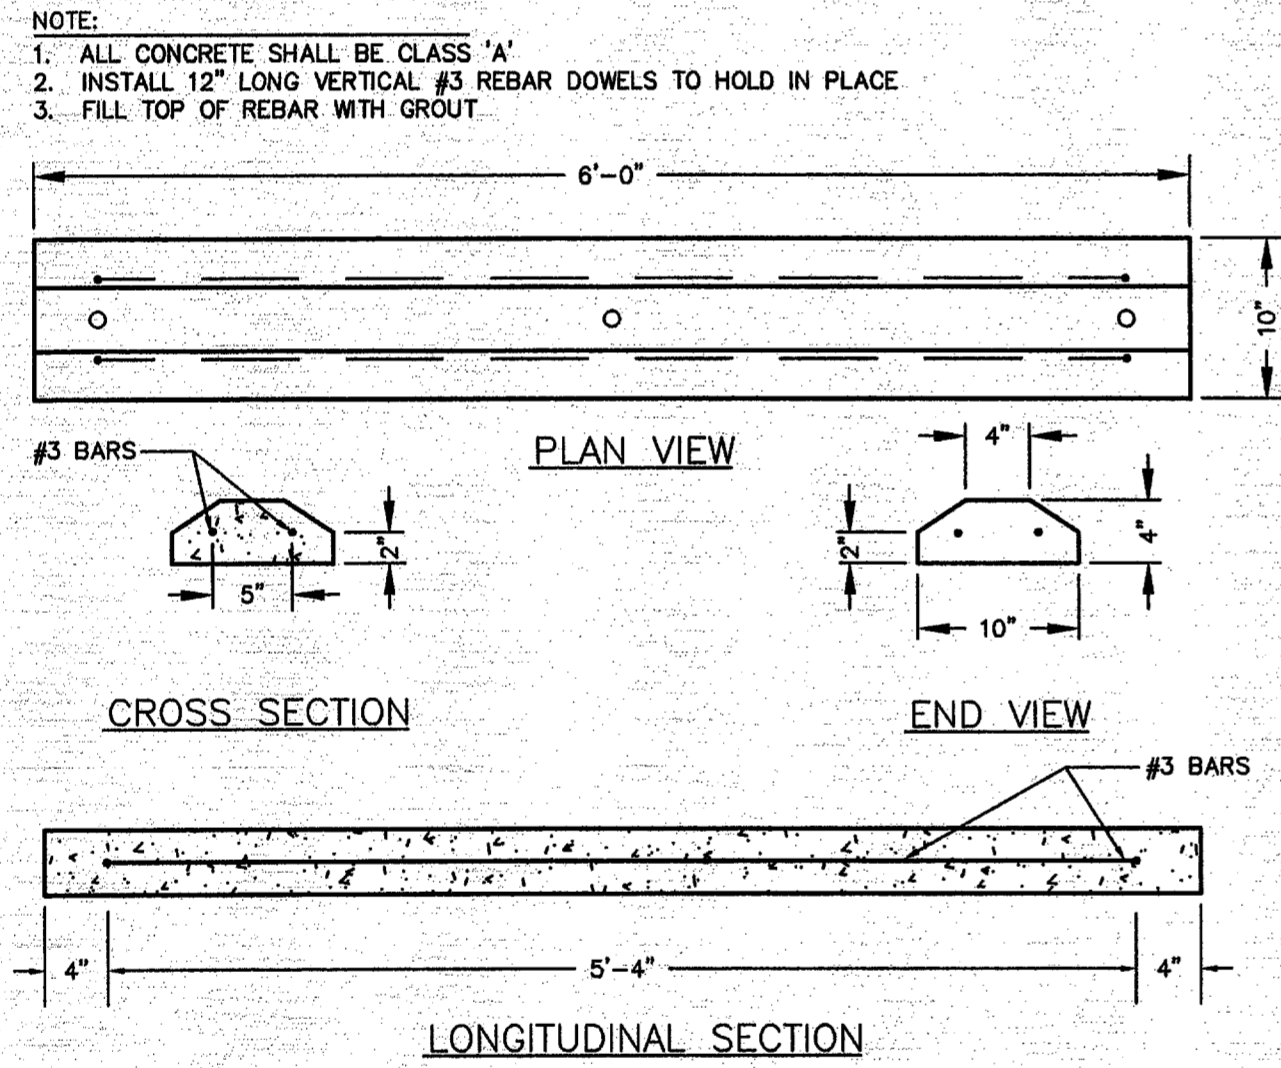 NOTE:
1. ALL CONCRETE SHALL BE CLASS 'A'
2. INSTALL 12" LONG VERTICAL #3 REBAR DOWELS TO HOLD IN PLACE
3. FILL TOP OF REBAR WITH GROUT
6'-0"
10"
PLAN VIEW
#3 BARS
2"
5"
4"
2"
4"
10"
CROSS SECTION
END VIEW
#3 BARS
4"
5'-4"
4"
LONGITUDINAL SECTION